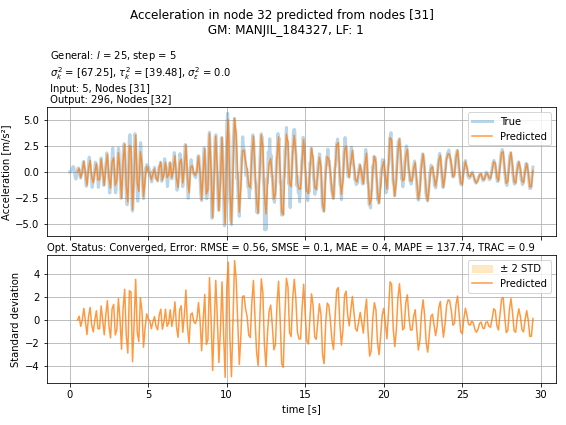 Acceleration in node 32 predicted from nodes [31]
GM: MANJIL_184327, LF: 1
General: l = 25, step = 5
σ²ₖ = [67.25], τ²ₖ = [39.48], σ²ε = 0.0
Input: 5, Nodes [31]
Output: 296, Nodes [32]
Acceleration [m/s²]
5.0
2.5
0.0
−2.5
−5.0
True
Predicted
Opt. Status: Converged, Error: RMSE = 0.56, SMSE = 0.1, MAE = 0.4, MAPE = 137.74, TRAC = 0.9
Standard deviation
4
2
0
−2
−4
± 2 STD
Predicted
0 5 10 15 20 25 30
time [s]